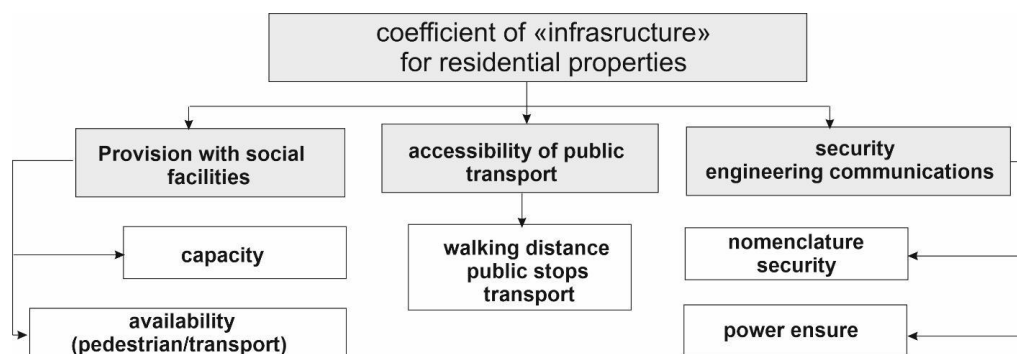 coefficient of «infrasructure»
for residential properties
Provision with social
facilities
accessibility of public
transport
security
engineering communications
capacity
walking distance
public stops
transport
nomenclature
security
availability
(pedestrian/transport)
power ensure